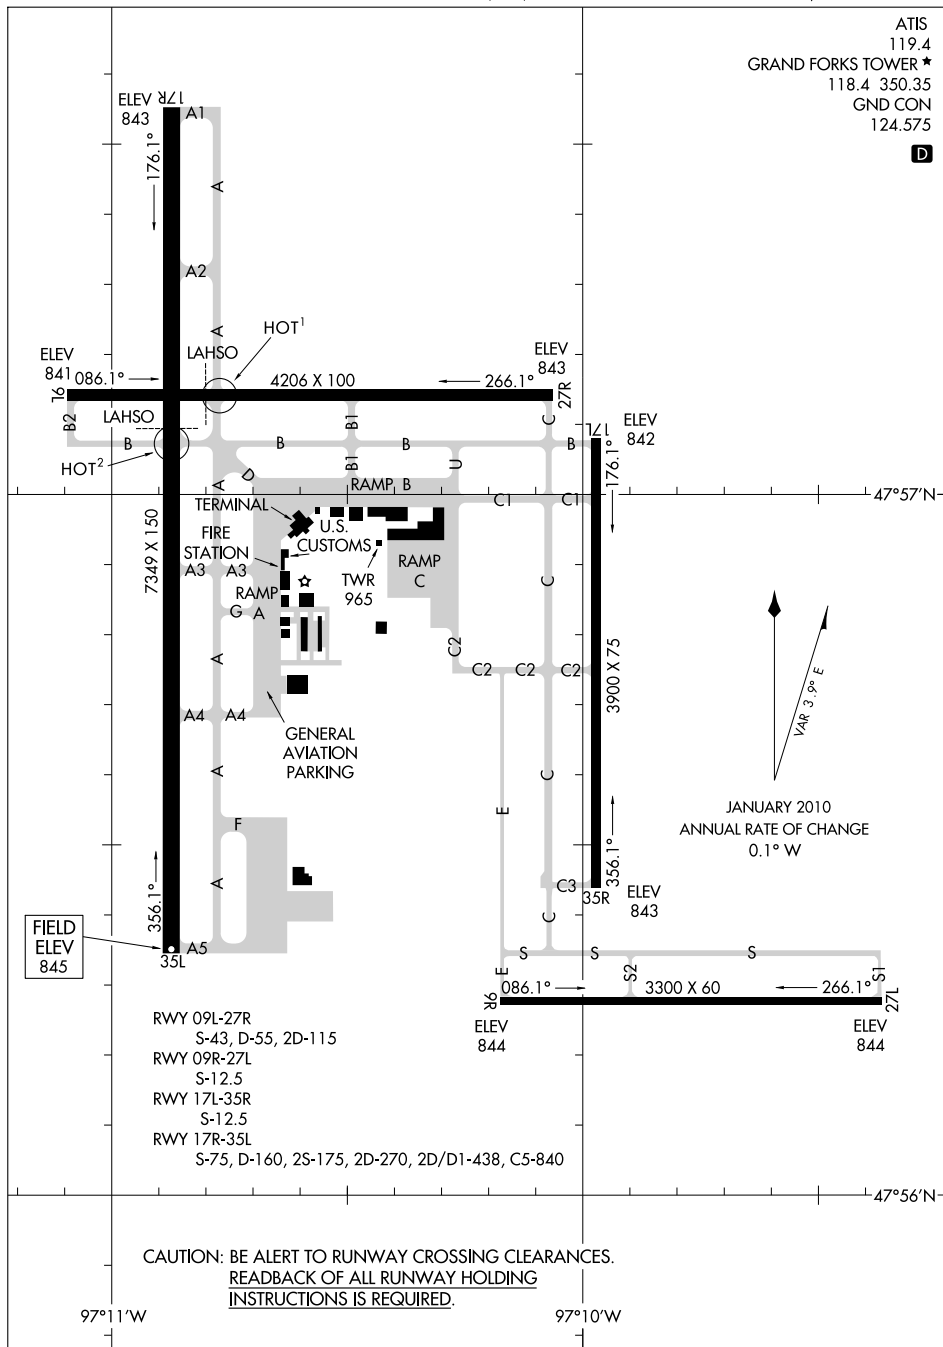 ATIS
119.4
GRAND FORKS TOWER ★
118.4 350.35
GND CON
124.575
D
ELEV
843
17R
A1
176.1°
A
A2
A
HOT1
LAHSO
ELEV
841
086.1°
4206 X 100
266.1°
ELEV
843
9L
27R
B2
LAHSO
B
B
B1
B
C
B
17L
ELEV
842
HOT2
D
B1
U
176.1°
A
RAMP B
C1
C1
47°57'N
TERMINAL
U.S.
CUSTOMS
FIRE
STATION
7349 X 150
A3
A3
RAMP
A
G
TWR
965
RAMP
C
C
C2
C2
C2
C2
3900 X 75
VAR 3.9° E
A
A4
A4
GENERAL
AVIATION
PARKING
A
C
E
JANUARY 2010
ANNUAL RATE OF CHANGE
0.1° W
F
A
356.1°
356.1°
C3
35R
ELEV
843
C
FIELD
ELEV
845
A5
35L
S
S
S
E
S2
S1
9R
086.1°
3300 X 60
266.1°
27L
ELEV
844
ELEV
844
RWY 09L-27R
S-43, D-55, 2D-115
RWY 09R-27L
S-12.5
RWY 17L-35R
S-12.5
RWY 17R-35L
S-75, D-160, 2S-175, 2D-270, 2D/D1-438, C5-840
47°56'N
CAUTION: BE ALERT TO RUNWAY CROSSING CLEARANCES.
READBACK OF ALL RUNWAY HOLDING
INSTRUCTIONS IS REQUIRED.
97°11'W
97°10'W